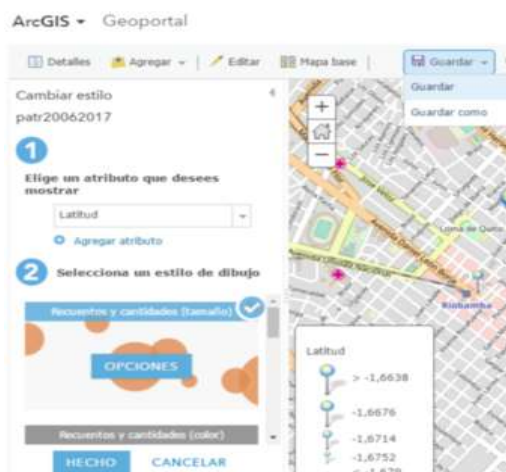 ArcGIS Geoportal
Detalles Agregar Editar Mapa base Guardar
Guardar
Guardar como
Cambiar estilo
patr20062017
1
Elige un atributo que desees
mostrar
Latitud
Agregar atributo
2 Selecciona un estilo de dibujo
Recuentos y cantidades (tamaño)
OPCIONES
Recuentos y cantidades (color)
HECHO CANCELAR
Loma de Quito
Riobamba
Latitud
> -1,6638
-1,6676
-1,6714
-1,6752